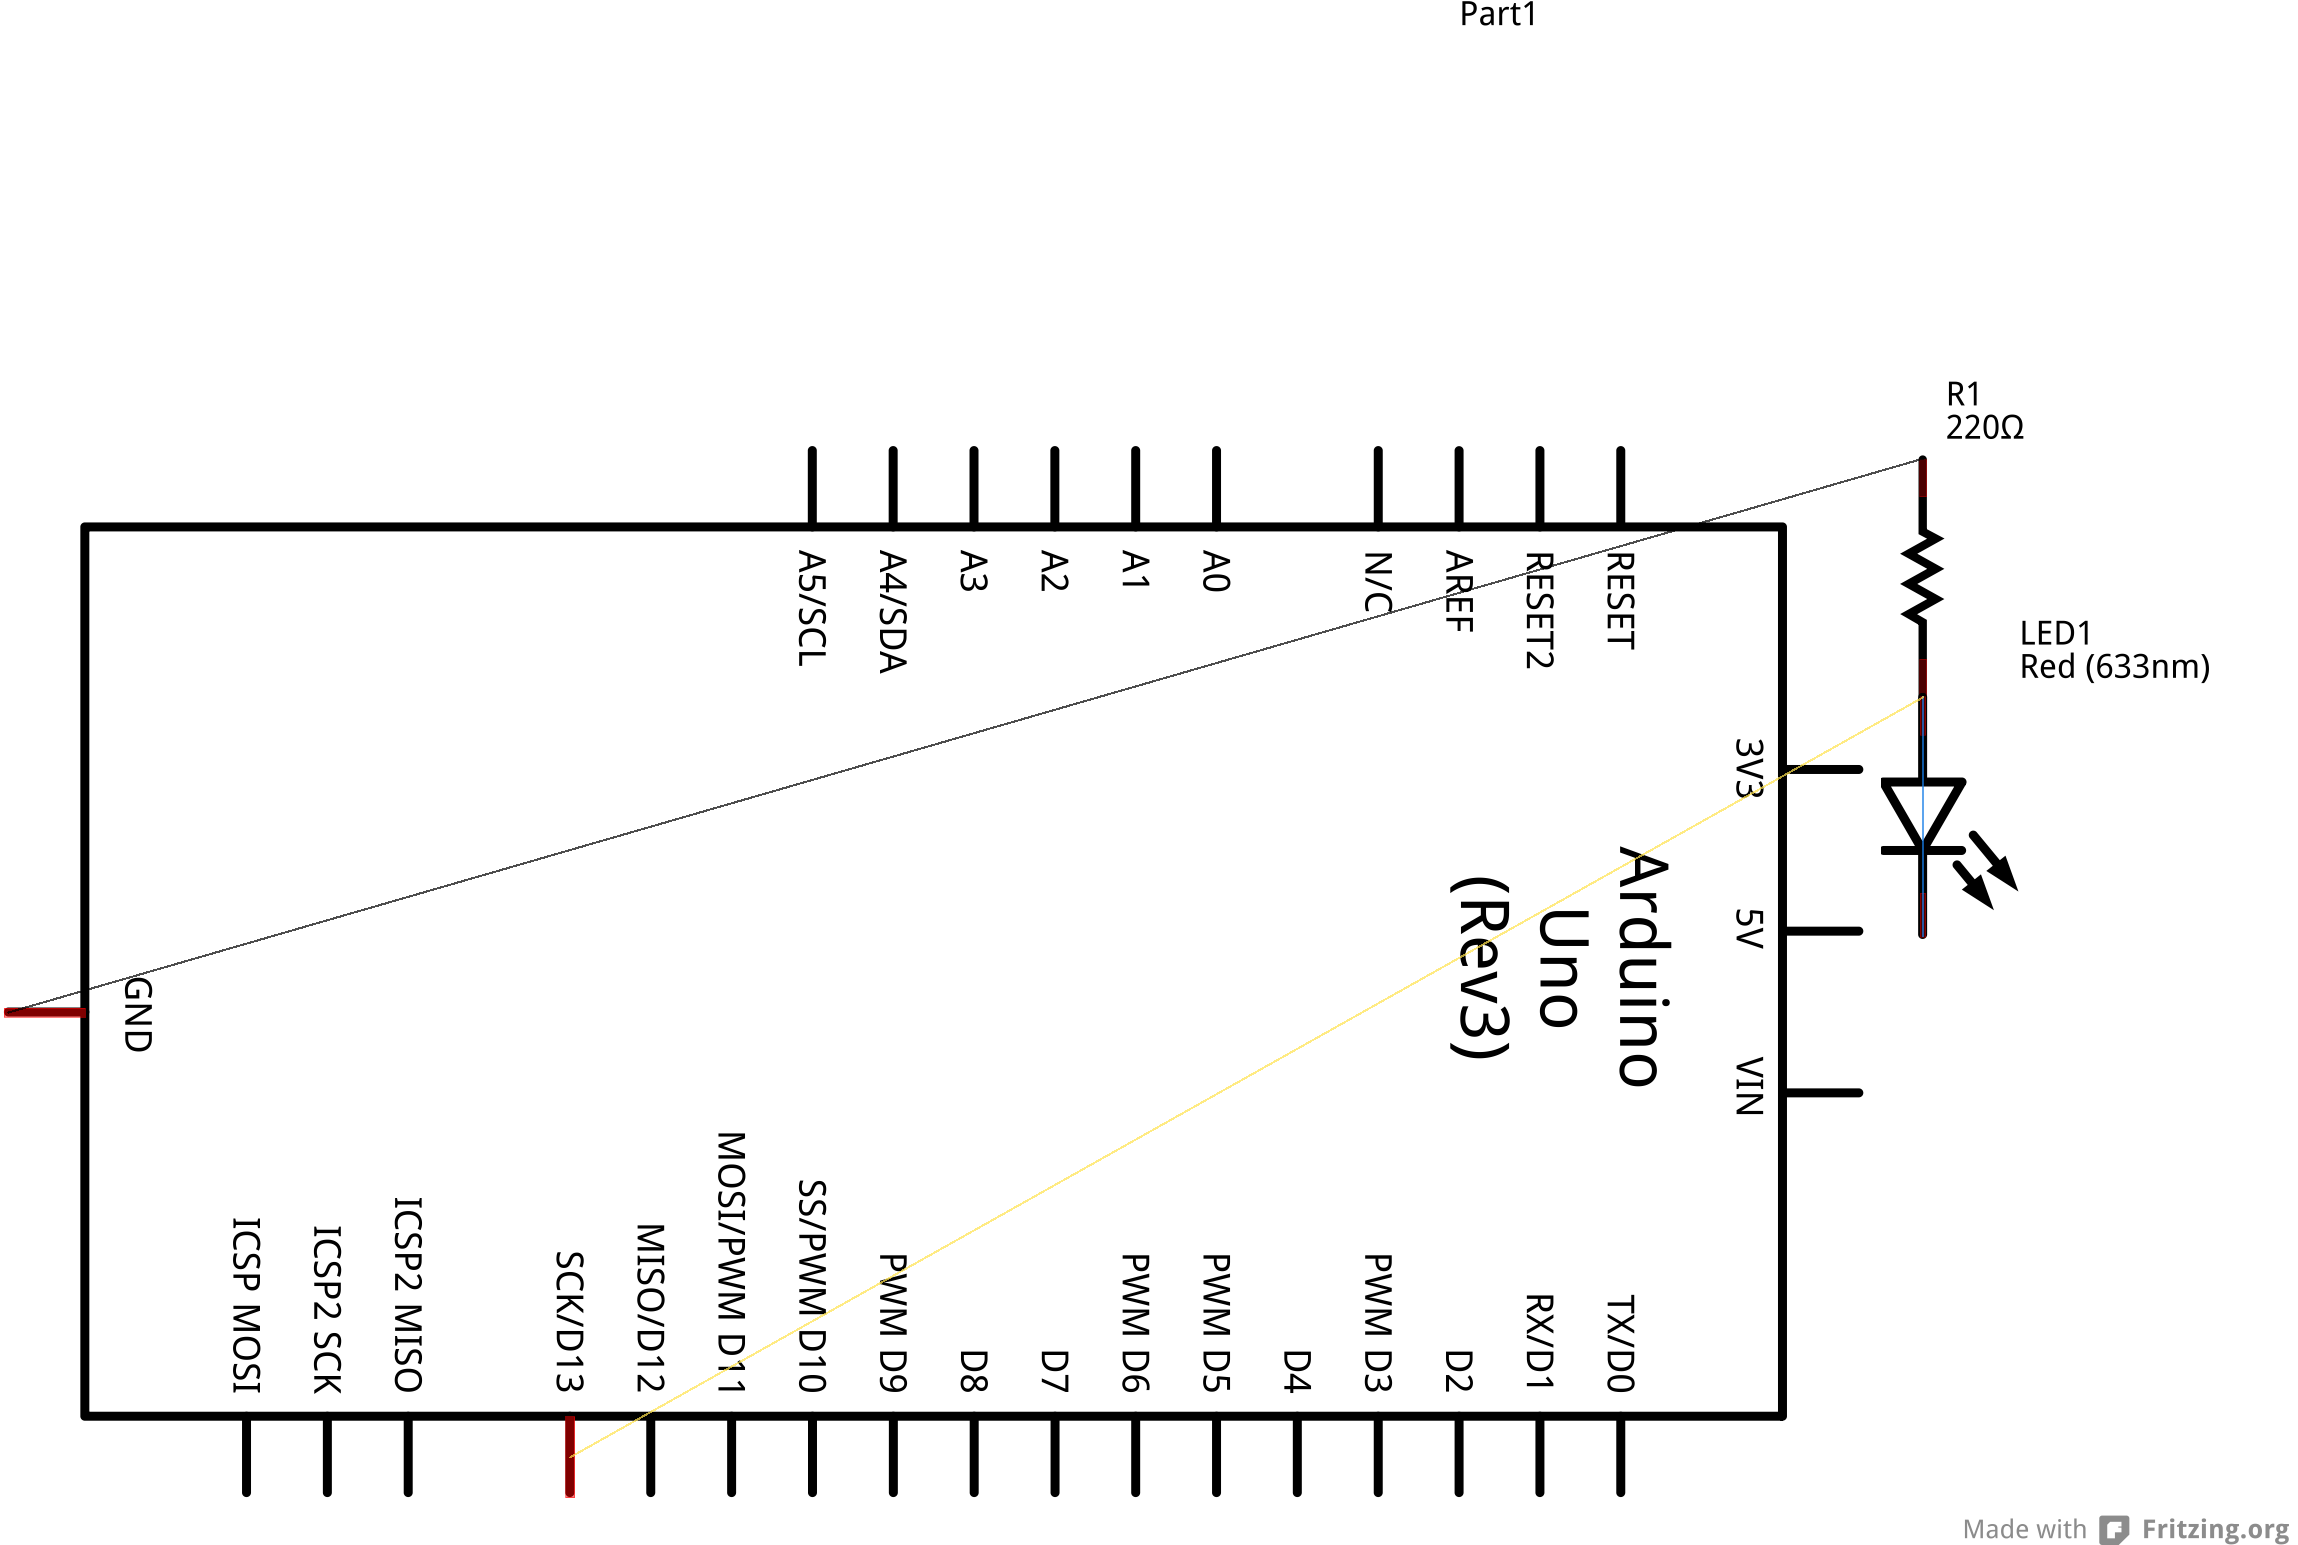 Part1
R1
220Ω
A5/SCL
A4/SDA
A3
A2
A1
A0
N/C
AREF
RESET2
RESET
LED1
Red (633nm)
3V3
5V
VIN
Arduino
Uno
(Rev3)
GND
ICSP MOSI
ICSP2 SCK
ICSP2 MISO
SCK/D13
MISO/D12
MOSI/PWM D11
SS/PWM D10
PWM D9
D8
D7
PWM D6
PWM D5
D4
PWM D3
D2
RX/D1
TX/D0
Made with Fritzing.org